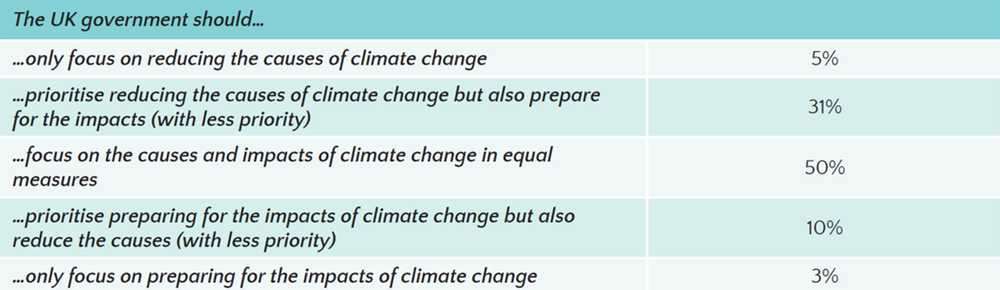 The UK government should...
...only focus on reducing the causes of climate change
5%
...prioritise reducing the causes of climate change but also prepare
for the impacts (with less priority)
31%
...focus on the causes and impacts of climate change in equal
measures
50%
...prioritise preparing for the impacts of climate change but also
reduce the causes (with less priority)
10%
...only focus on preparing for the impacts of climate change
3%